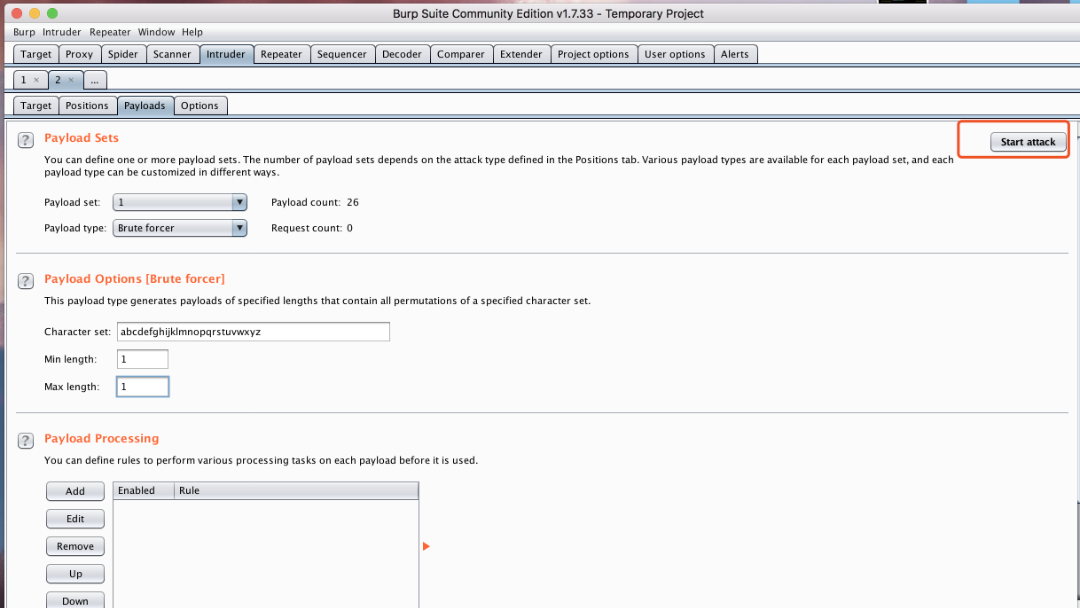 Burp Suite Community Edition v1.7.33 - Temporary Project
Burp Intruder Repeater Window Help
Target Proxy Spider Scanner Intruder Repeater Sequencer Decoder Comparer Extender Project options User options Alerts
1 × 2 × ...
Target Positions Payloads Options
? Payload Sets
Start attack
You can define one or more payload sets. The number of payload sets depends on the attack type defined in the Positions tab. Various payload types are available for each payload set, and each
payload type can be customized in different ways.
Payload set: 1 Payload count: 26
Payload type: Brute forcer Request count: 0
? Payload Options [Brute forcer]
This payload type generates payloads of specified lengths that contain all permutations of a specified character set.
Character set: abcdefghijklmnopqrstuvwxyz
Min length: 1
Max length: 1
? Payload Processing
You can define rules to perform various processing tasks on each payload before it is used.
Add Enabled Rule
Edit
Remove
Up
Down